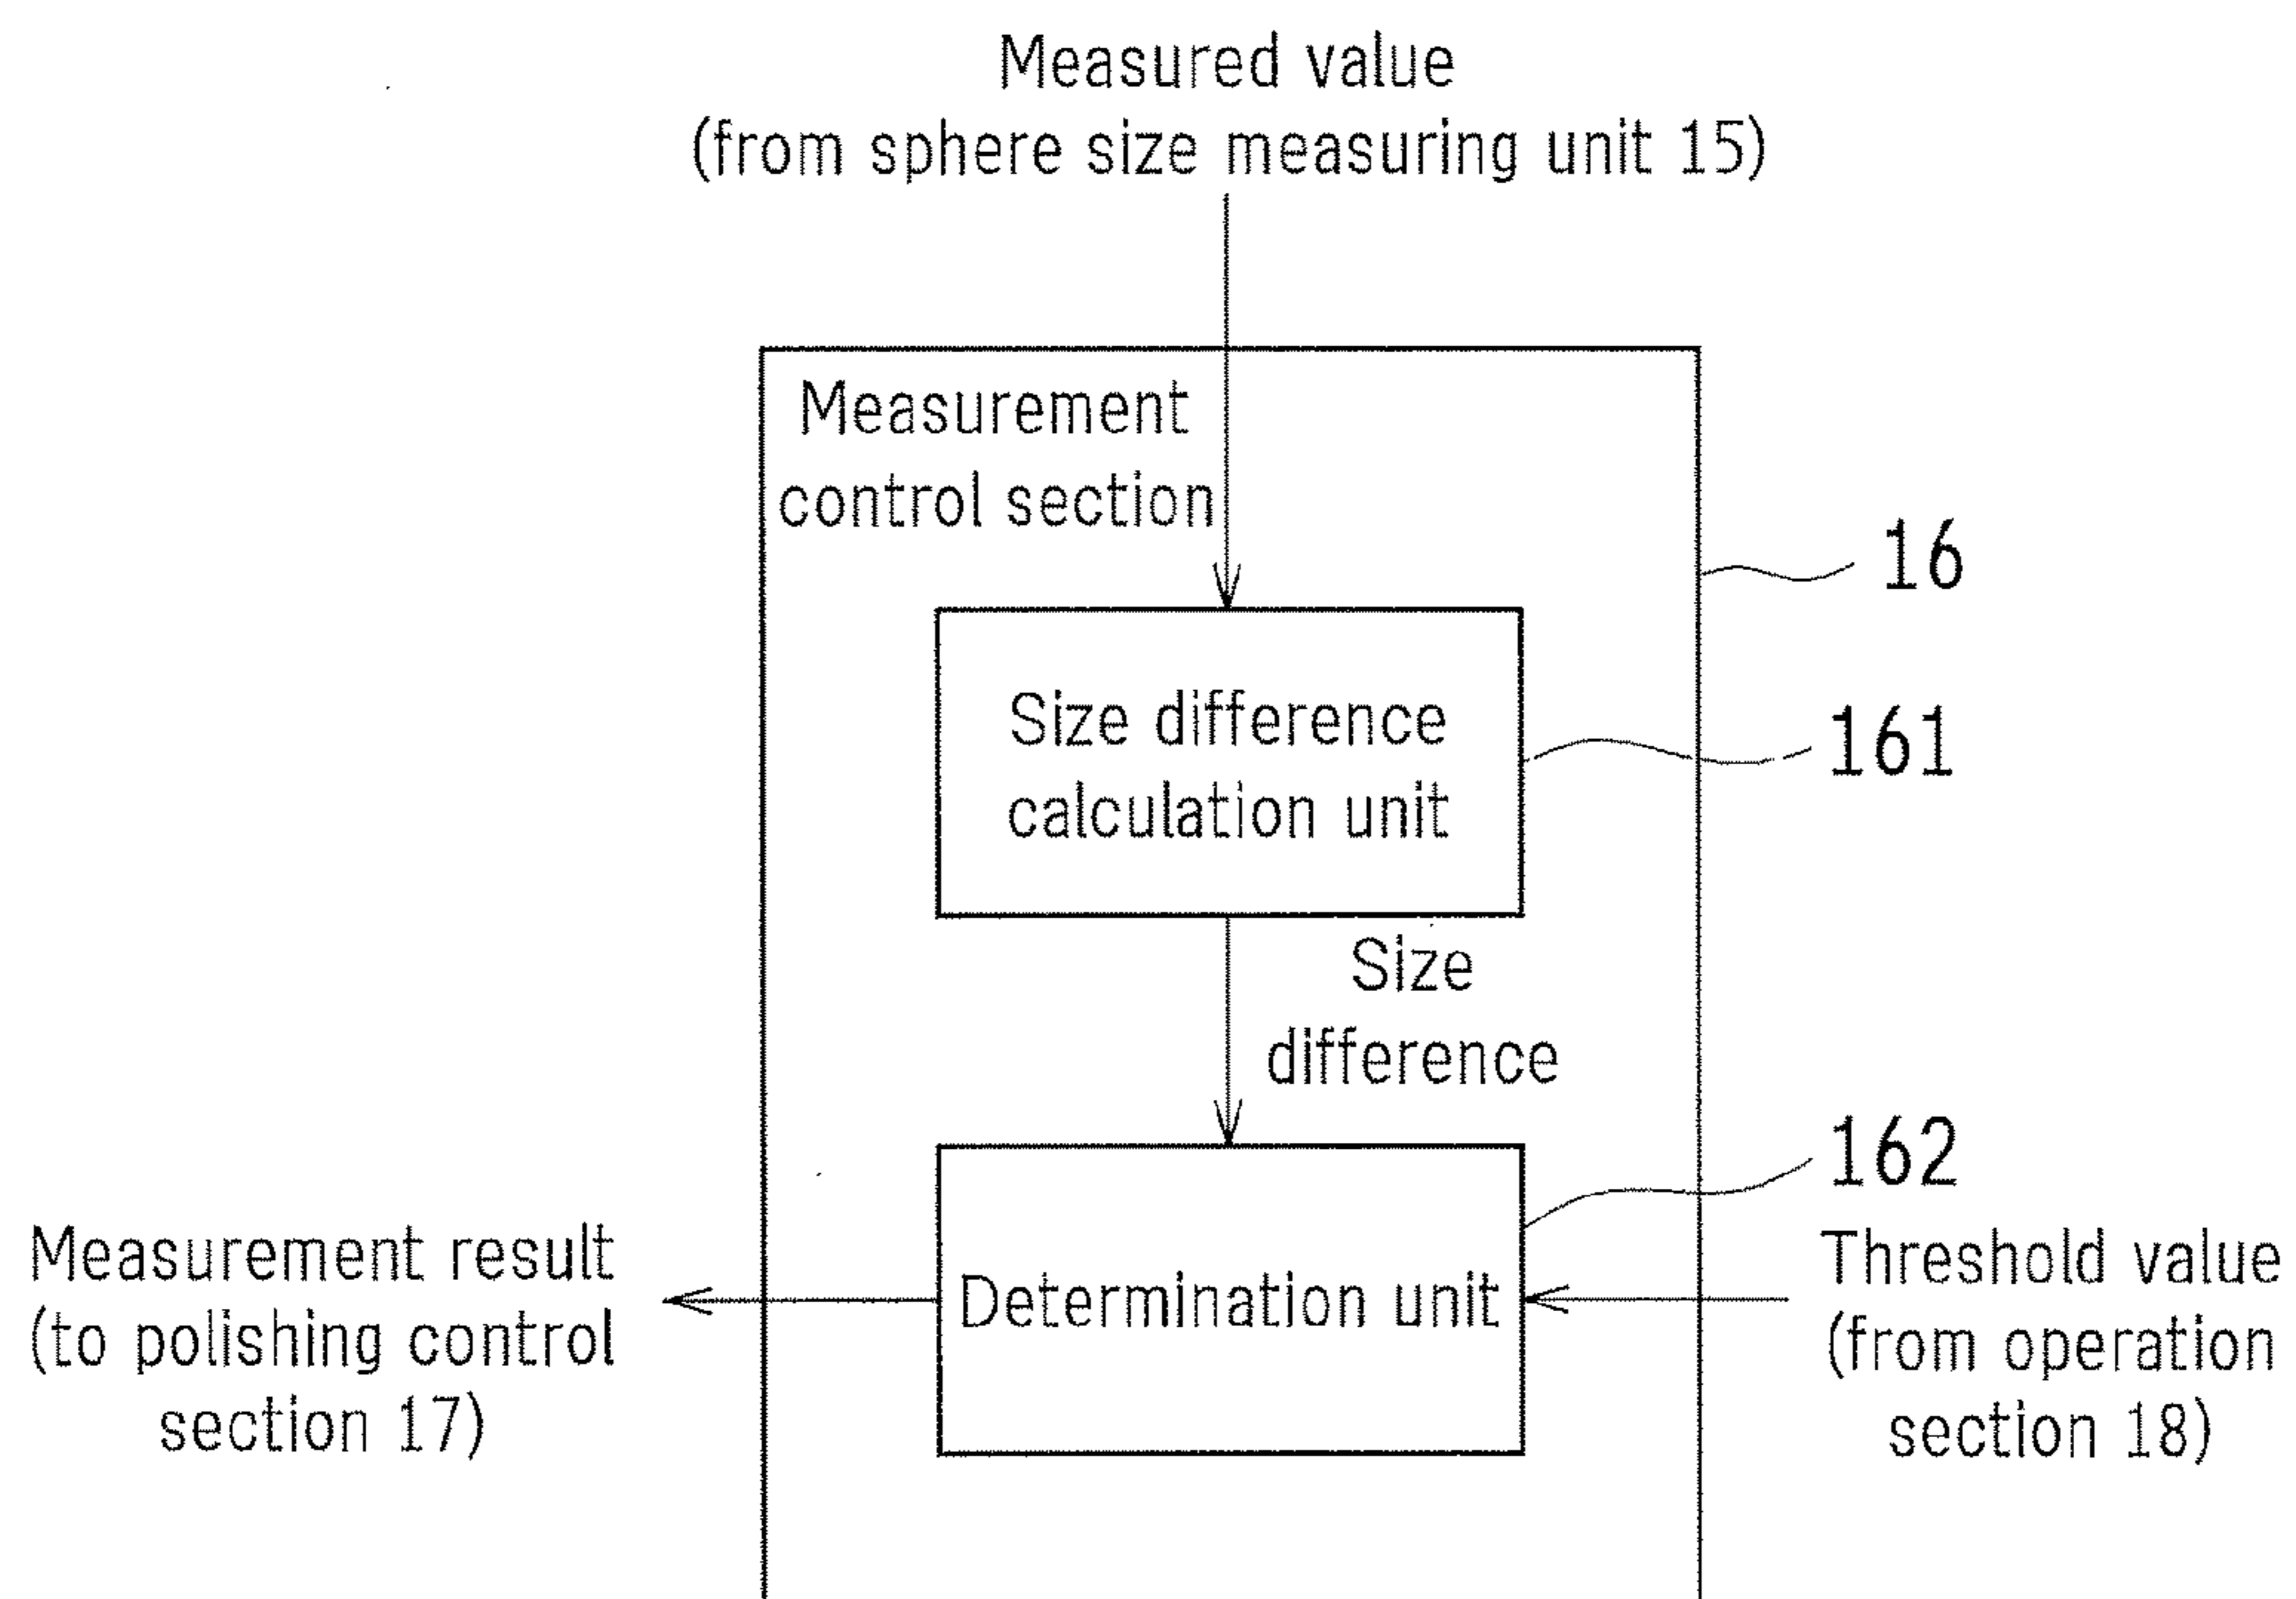 Measured value
(from sphere size measuring unit 15)
Measurement
control section
16
Size difference
calculation unit
161
Size
difference
162
Measurement result
(to polishing control
section 17)
Determination unit
Threshold value
(from operation
section 18)